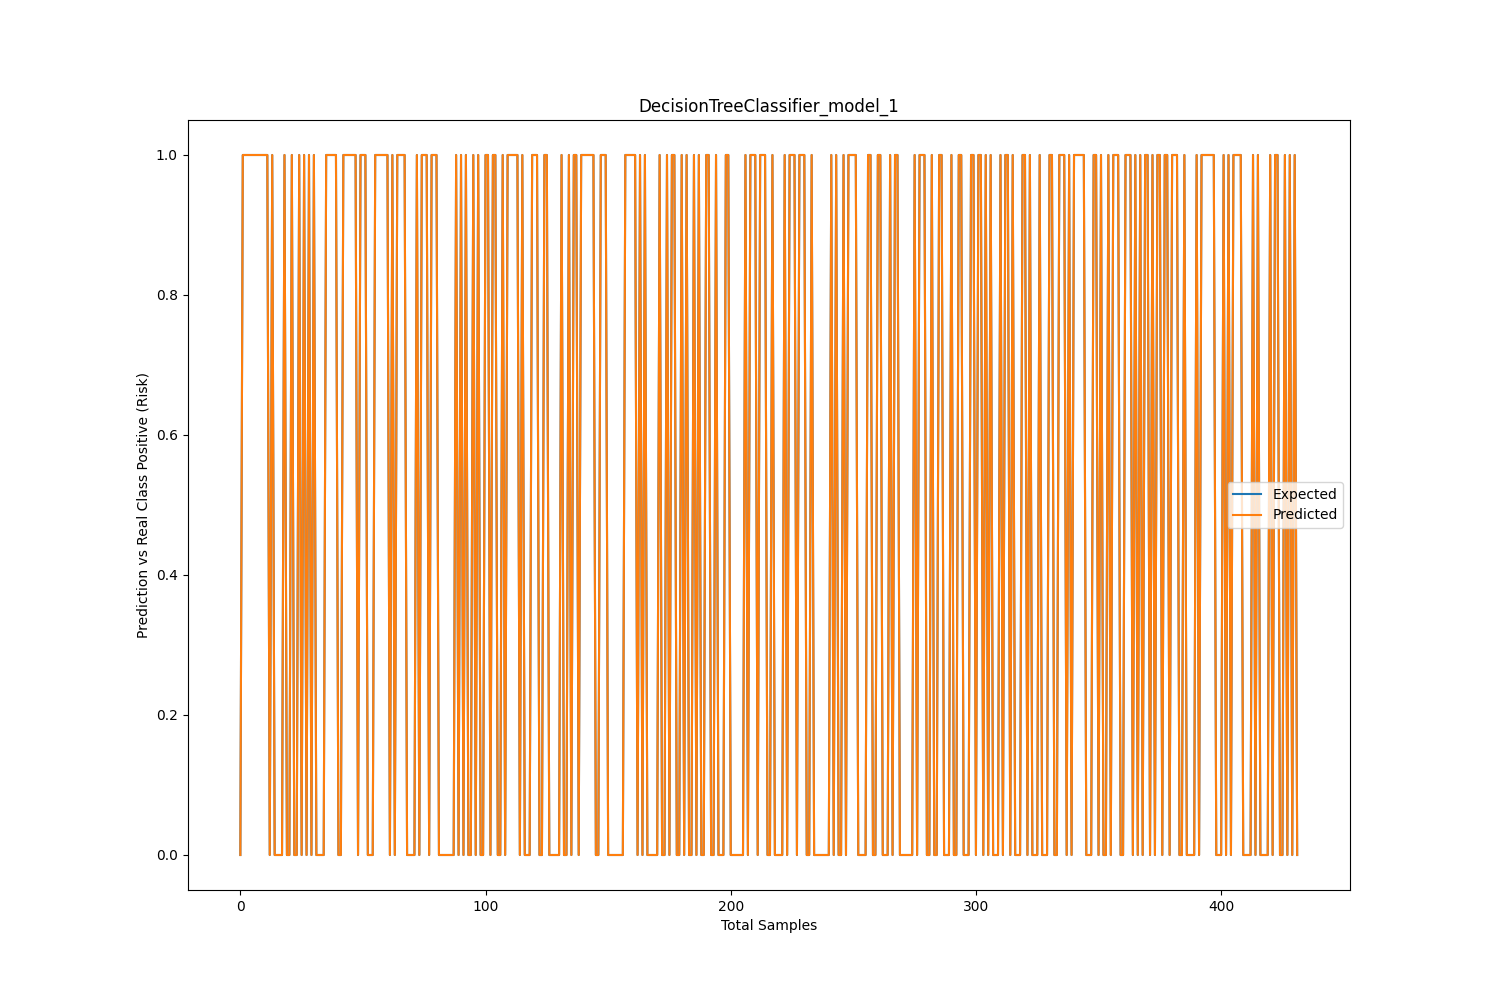 DecisionTreeClassifier_model_1
Prediction vs Real Class Positive (Risk)
1.0
0.8
0.6
0.4
0.2
0.0
Expected
Predicted
0 100 200 300 400
Total Samples